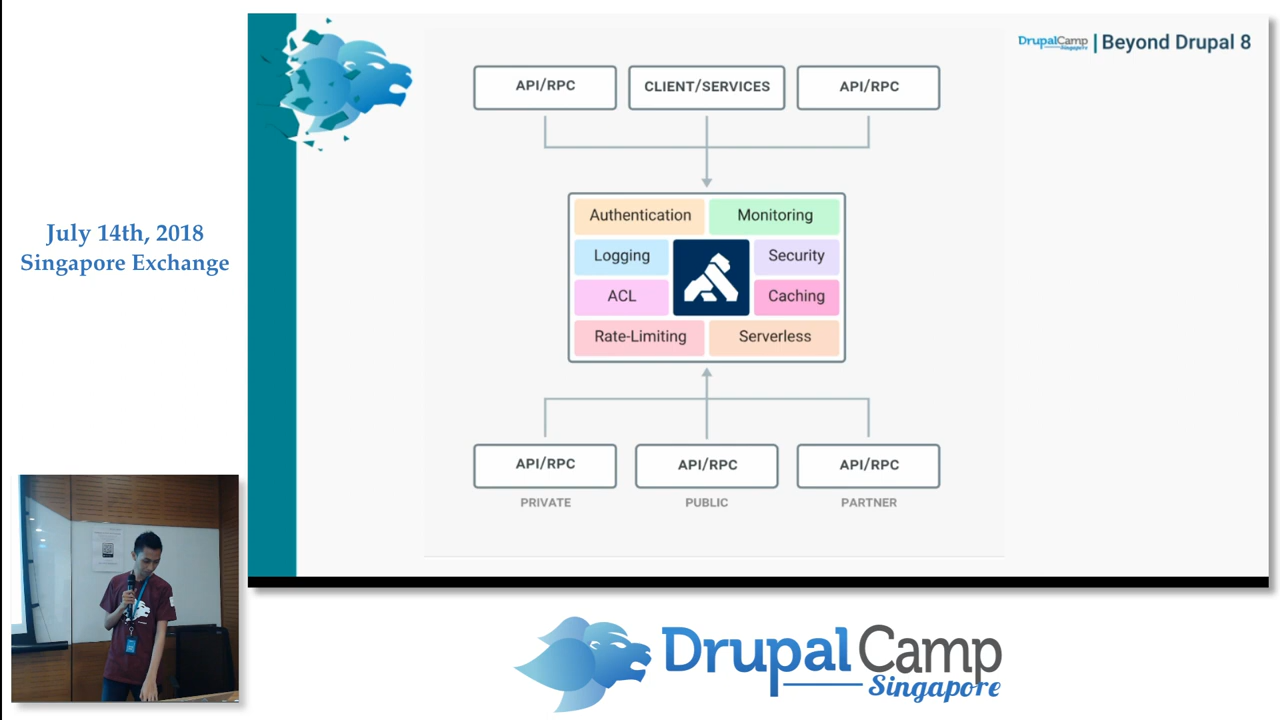 DrupalCamp
Singapore
Beyond Drupal 8
API/RPC
CLIENT/SERVICES
API/RPC
July 14th, 2018
Singapore Exchange
Authentication
Monitoring
Logging
Security
ACL
Caching
Rate-Limiting
Serverless
API/RPC
API/RPC
API/RPC
PRIVATE
PUBLIC
PARTNER
DrupalCamp
Singapore